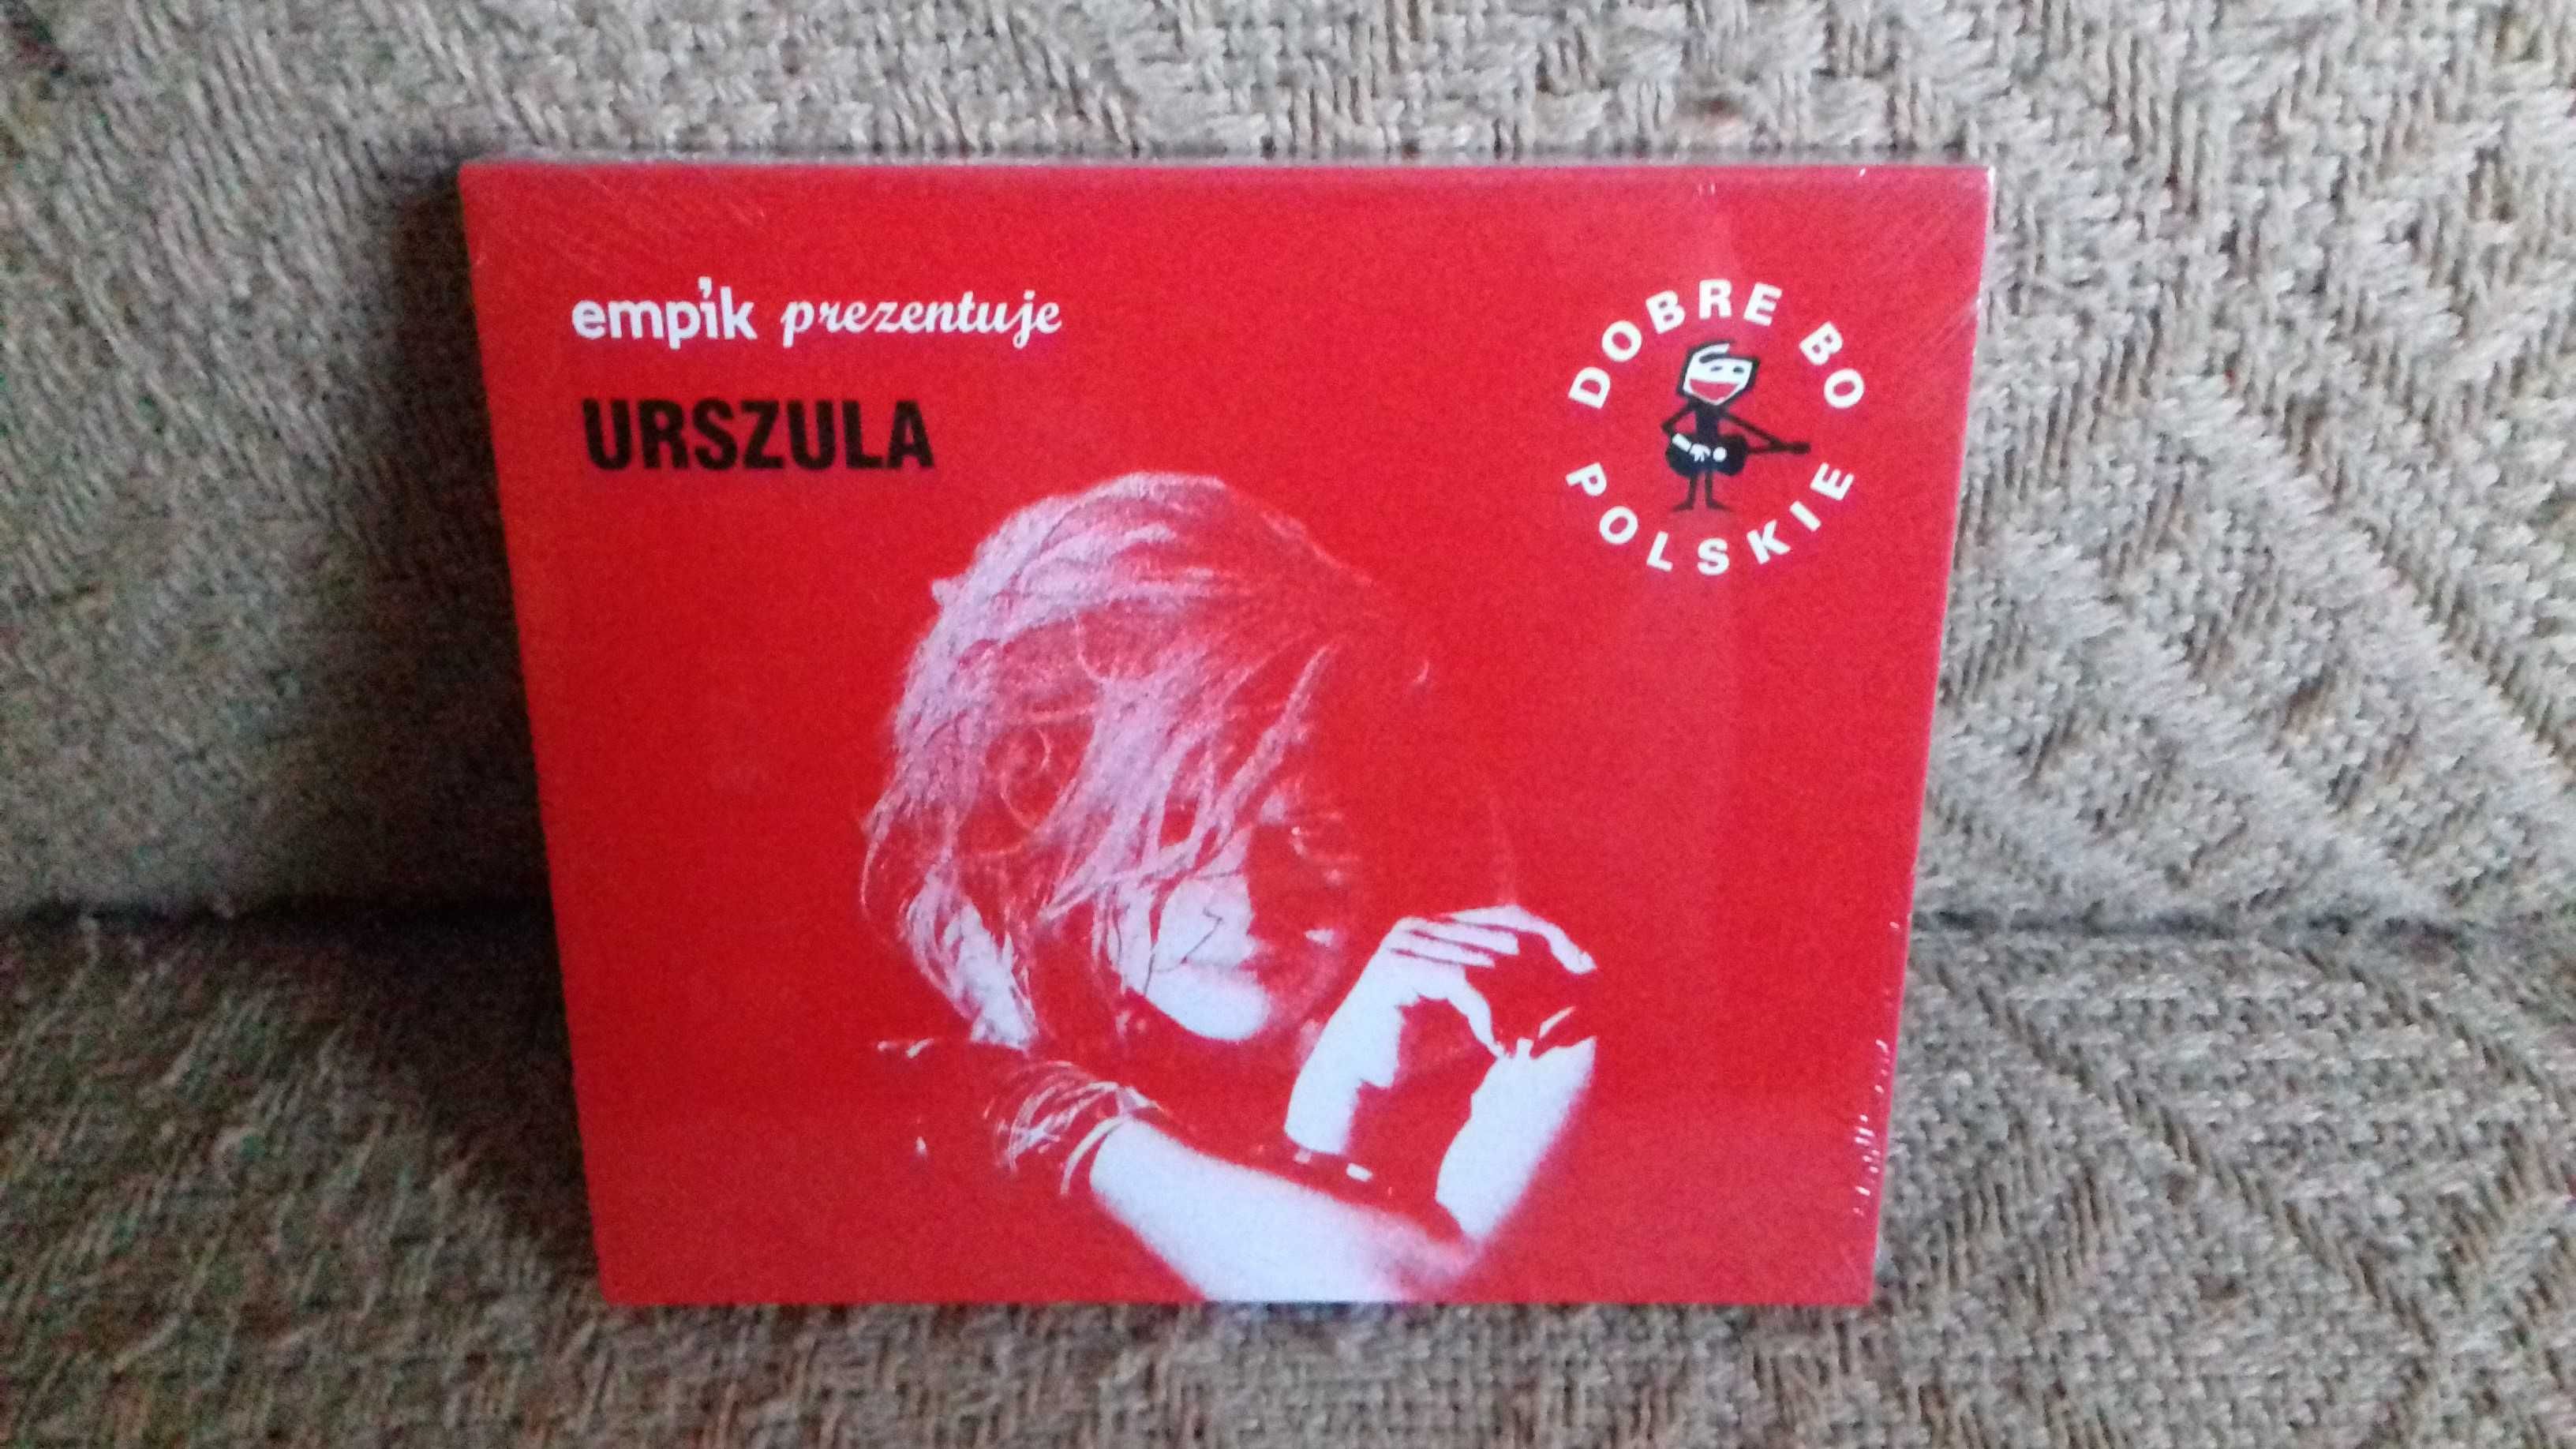 empik prezentuje
URSZULA
DOBRE BO
POLSKIE